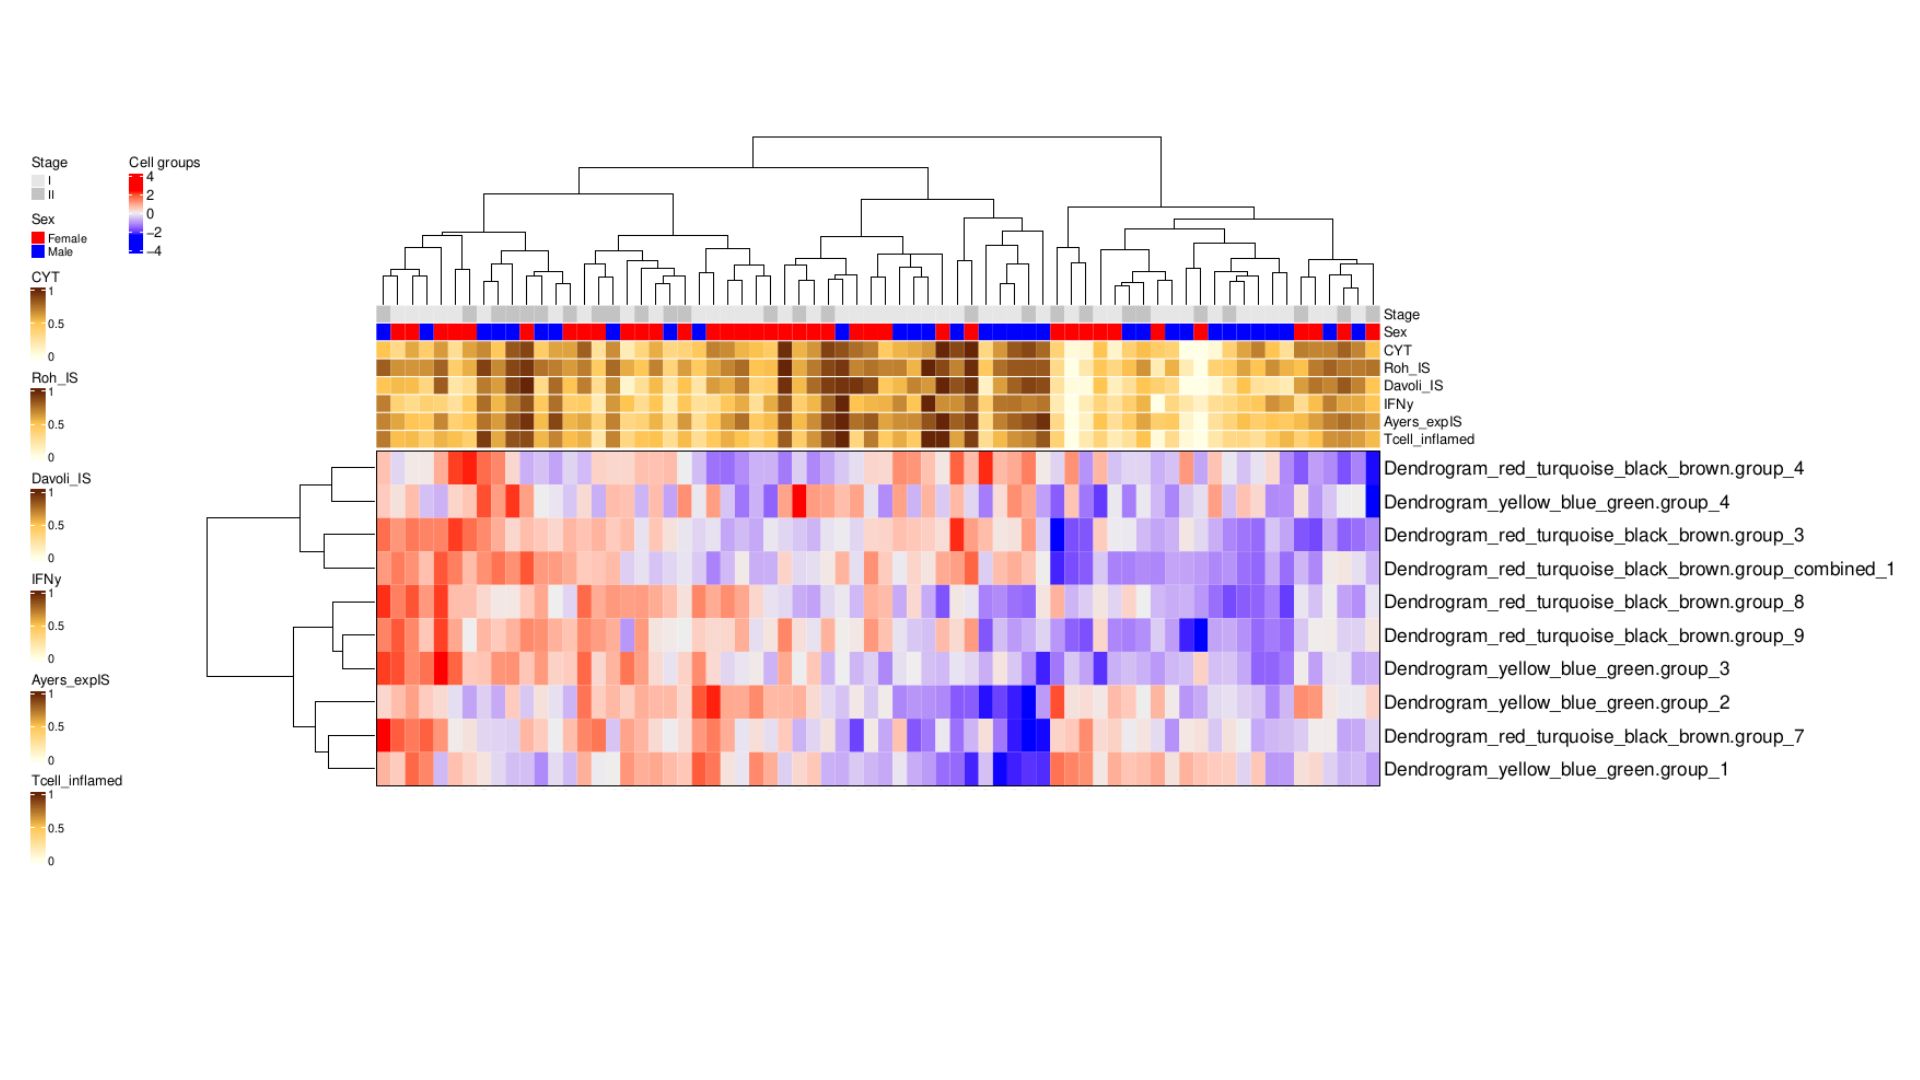 Stage
I
II
Sex
Female
Male
CYT
1
0.5
0
Roh_IS
1
0.5
0
Davoli_IS
1
0.5
0
IFNy
1
0.5
0
Ayers_expIS
1
0.5
0
Tcell_inflamed
1
0.5
0
Cell groups
4
2
0
−2
−4
Stage
Sex
CYT
Roh_IS
Davoli_IS
IFNy
Ayers_expIS
Tcell_inflamed
Dendrogram_red_turquoise_black_brown.group_4
Dendrogram_yellow_blue_green.group_4
Dendrogram_red_turquoise_black_brown.group_3
Dendrogram_red_turquoise_black_brown.group_combined_1
Dendrogram_red_turquoise_black_brown.group_8
Dendrogram_red_turquoise_black_brown.group_9
Dendrogram_yellow_blue_green.group_3
Dendrogram_yellow_blue_green.group_2
Dendrogram_red_turquoise_black_brown.group_7
Dendrogram_yellow_blue_green.group_1